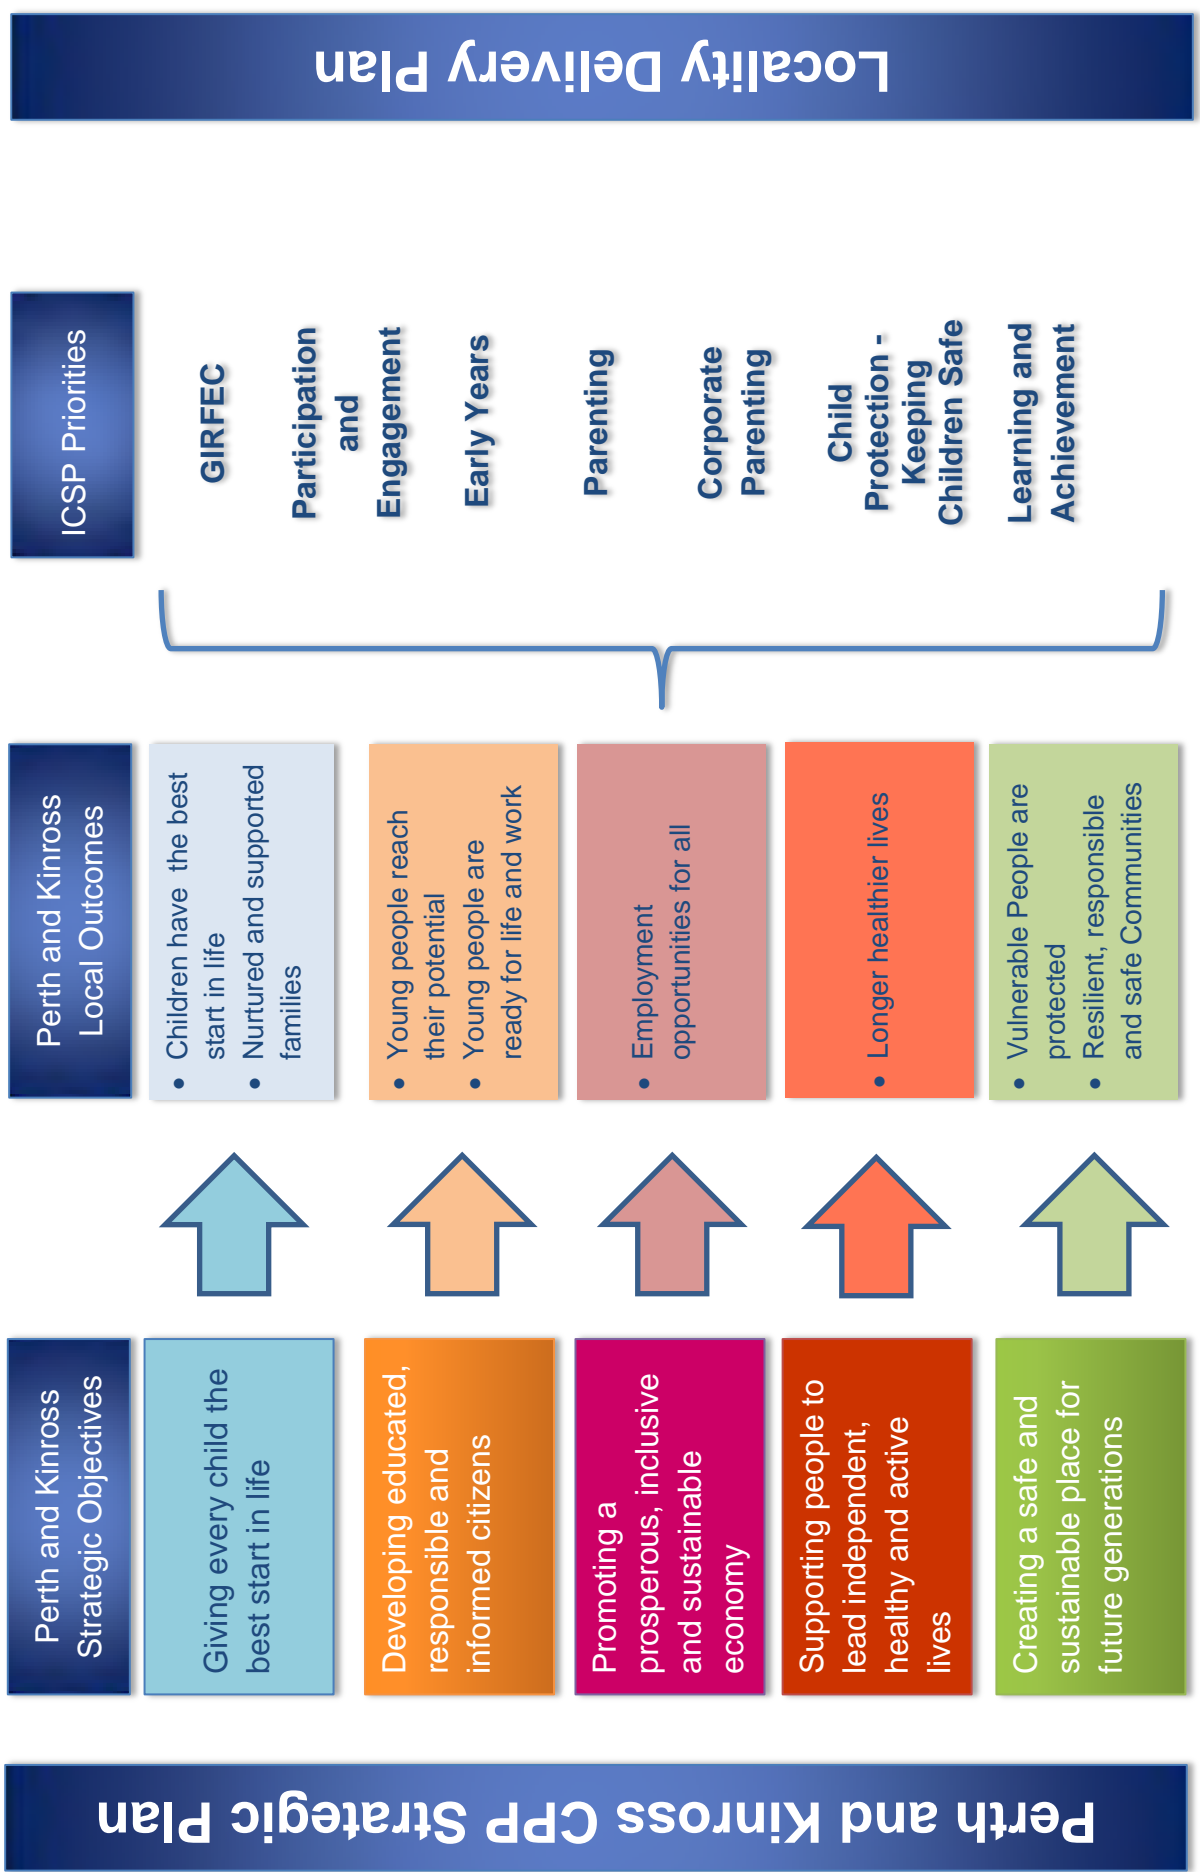 Perth and Kinross CPP Strategic Plan
Perth and Kinross
Strategic Objectives
Giving every child the
best start in life
Developing educated,
responsible and
informed citizens
Promoting a
prosperous, inclusive
and sustainable
economy
Supporting people to
lead independent,
healthy and active
lives
Creating a safe and
sustainable place for
future generations
Perth and Kinross
Local Outcomes
• Children have the best
start in life
• Nurtured and supported
families
• Young people reach
their potential
• Young people are
ready for life and work
• Employment
opportunities for all
• Longer healthier lives
• Vulnerable People are
protected
• Resilient, responsible
and safe Communities
ICSP Priorities
GIRFEC
Participation
and
Engagement
Early Years
Parenting
Corporate
Parenting
Child
Protection -
Keeping
Children Safe
Learning and
Achievement
Locality Delivery Plan